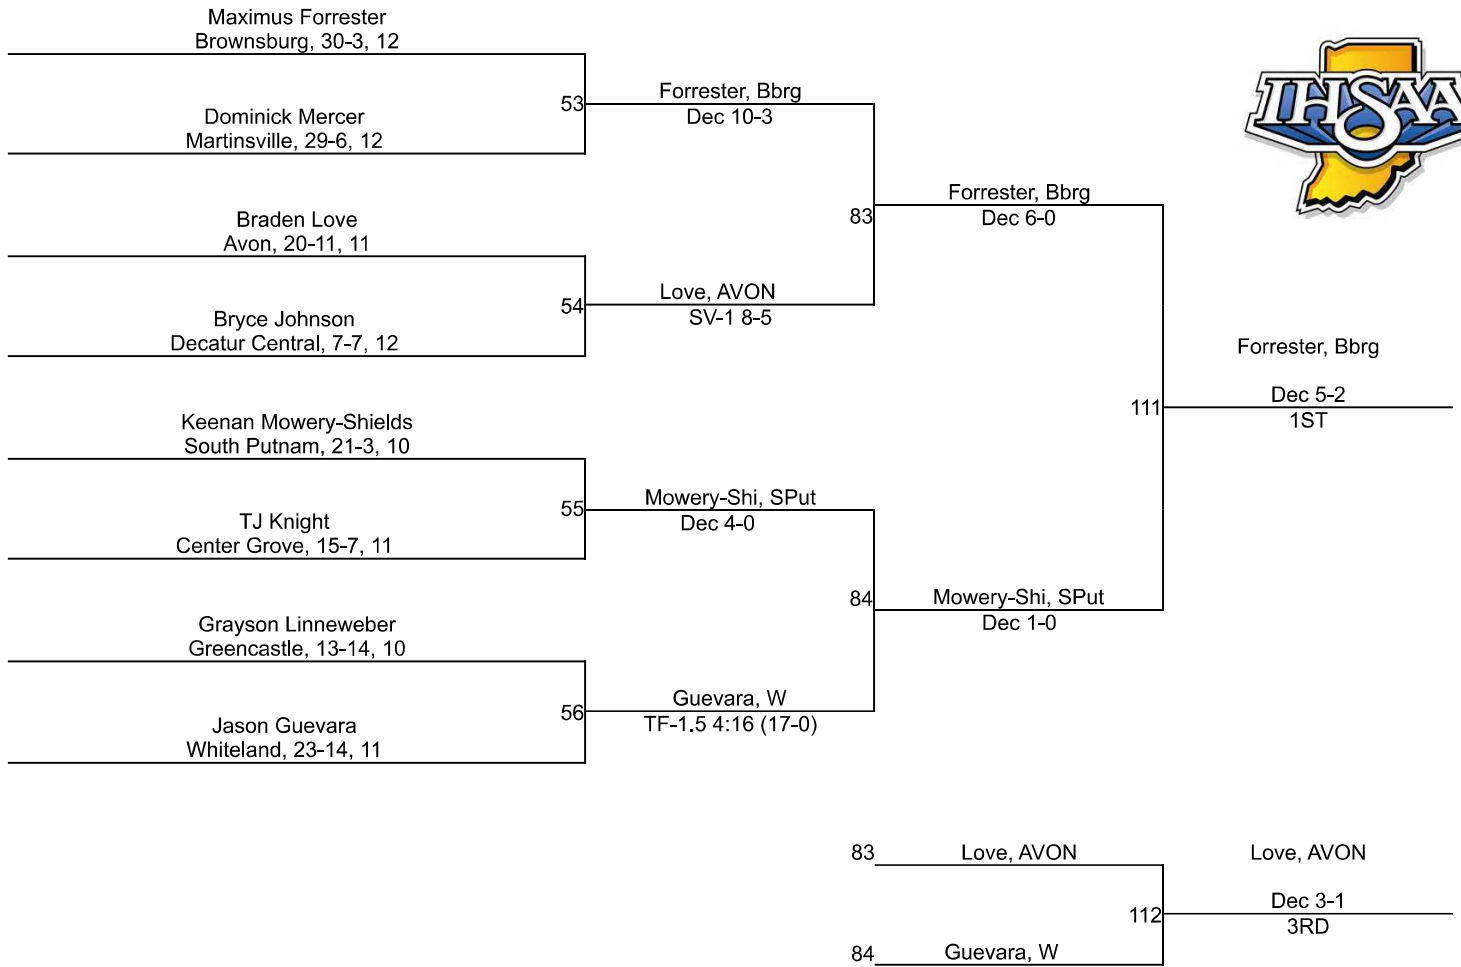 Maximus Forrester
Brownsburg, 30-3, 12
53
Forrester, Bbrg
Dec 10-3
Dominick Mercer
Martinsville, 29-6, 12
IHSAA
83
Forrester, Bbrg
Dec 6-0
Braden Love
Avon, 20-11, 11
54
Love, AVON
SV-1 8-5
Bryce Johnson
Decatur Central, 7-7, 12
111
Forrester, Bbrg
Dec 5-2
1ST
Keenan Mowery-Shields
South Putnam, 21-3, 10
55
Mowery-Shi, SPut
Dec 4-0
TJ Knight
Center Grove, 15-7, 11
84
Mowery-Shi, SPut
Dec 1-0
Grayson Linneweber
Greencastle, 13-14, 10
56
Guevara, W
TF-1.5 4:16 (17-0)
Jason Guevara
Whiteland, 23-14, 11
83
Love, AVON
112
Love, AVON
Dec 3-1
3RD
84
Guevara, W